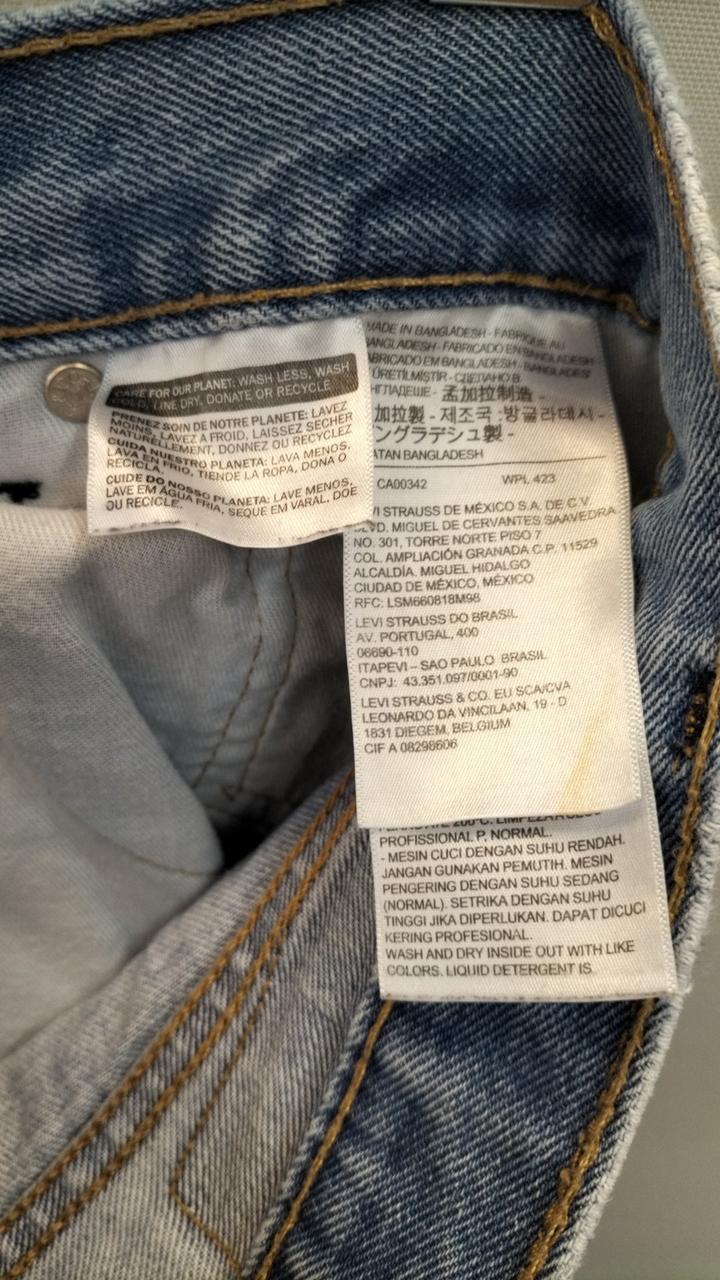 CARE FOR OUR PLANET: WASH LESS, WASH
COLD, LINE DRY, DONATE OR RECYCLE
PRENEZ SOIN DE NOTRE PLANETE: LAVEZ
MOINS, LAVEZ A FROID, LAISSEZ SECHER
NATURELLEMENT, DONNEZ OU RECYCLEZ
CUIDA NUESTRO PLANETA: LAVA MENOS,
LAVA EN FRIO, TIENDE LA ROPA, DONA O
RECICLA.
CUIDE DO NOSSO PLANETA: LAVE MENOS,
LAVE EM ÁGUA FRIA, SEQUE EM VARAL, DOE
OU RECICLE.
MADE IN BANGLADESH - FABRIQUE AU
BANGLADESH - FABRICADO EN BANGLADESH
FABRICADO EM BANGLADESH - BANGLADEŞ'
ÜRETİLMİŞTİR - СДЕЛАНО В
孟加拉制造 -
加拉製 - 제조국 :방글라데시 -
ングラデシュ製 -
BANGLADESH
CA00342 WPL 423
STRAUSS DE MÉXICO S.A. DE C.V.
BLVD. MIGUEL DE CERVANTES SAAVEDRA
NO. 301, TORRE NORTE PISO 7
COL. AMPLIACIÓN GRANADA C.P. 11529
ALCALDÍA. MIGUEL HIDALGO
CIUDAD DE MÉXICO, MÉXICO
RFC: LSM660818M98
LEVI STRAUSS DO BRASIL
AV. PORTUGAL, 400
06690-110
ITAPEVI – SAO PAULO BRASIL
CNPJ: 43.351.097/0001-90
LEVI STRAUSS & CO. EU SCA/CVA
LEONARDO DA VINCILAAN, 19 - D
1831 DIEGEM, BELGIUM
CIF A 08298606
200°C. LIMPEZA
PROFISSIONAL P, NORMAL.
- MESIN CUCI DENGAN SUHU RENDAH.
JANGAN GUNAKAN PEMUTIH. MESIN
PENGERING DENGAN SUHU SEDANG
(NORMAL). SETRIKA DENGAN SUHU
TINGGI JIKA DIPERLUKAN. DAPAT DICUCI
KERING PROFESIONAL.
WASH AND DRY INSIDE OUT WITH LIKE
COLORS. LIQUID DETERGENT IS